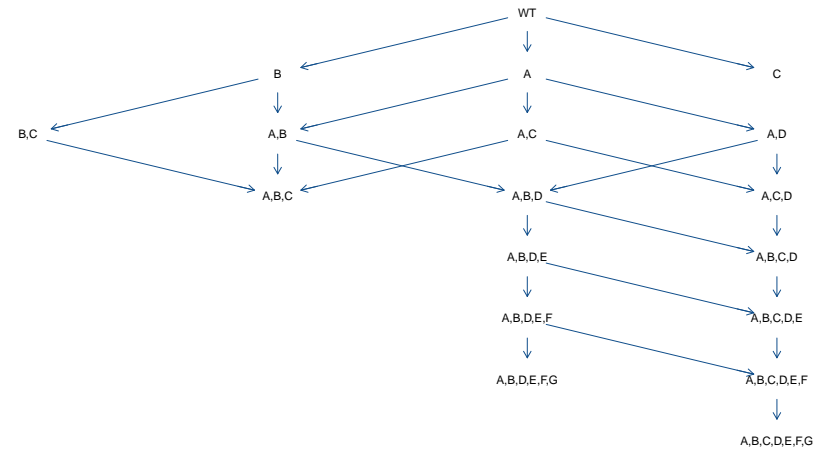 WT
B
A
C
B,C
A,B
A,C
A,D
A,B,C
A,B,D
A,C,D
A,B,D,E
A,B,C,D
A,B,D,E,F
A,B,C,D,E
A,B,D,E,F,G
A,B,C,D,E,F
A,B,C,D,E,F,G